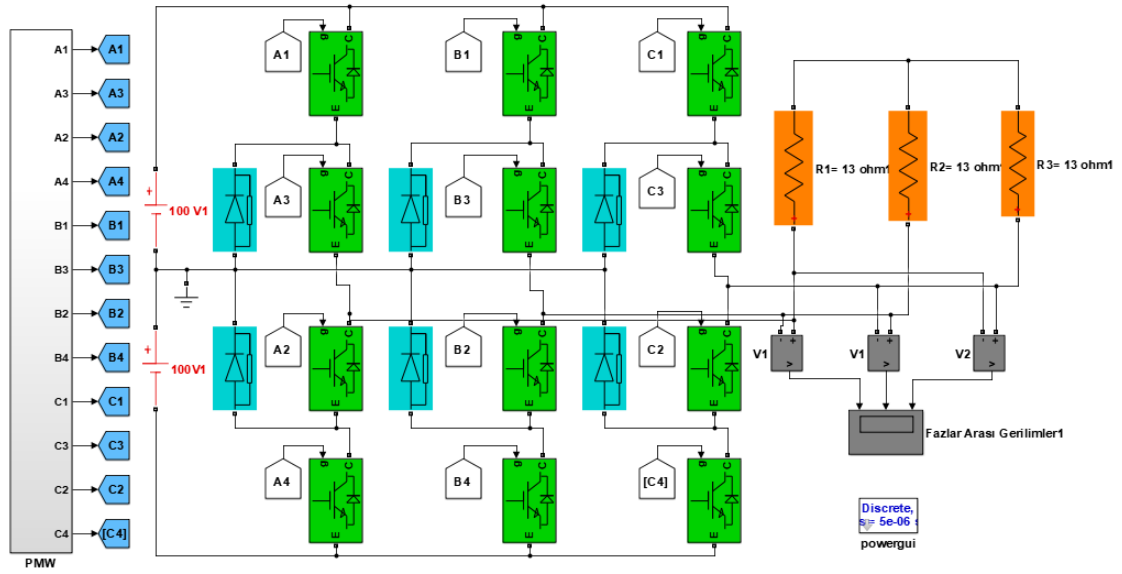 A1
A3
A2
A4
B1
B3
B2
B4
C1
C3
C2
C4
PMW
A1
A3
A2
A4
B1
B3
B2
B4
C1
C3
C2
[C4]
+
100 V1
+
100V1
A1
g
C
E
B1
g
C
E
C1
g
C
E
A3
g
C
E
B3
g
C
E
C3
g
C
E
A2
g
C
E
B2
g
C
E
C2
g
C
E
A4
g
C
E
B4
g
C
E
[C4]
g
C
E
R1= 13 ohm1
+
R2= 13 ohm1
+
R3= 13 ohm1
+
V1
- +
v
V1
- +
v
V2
- +
v
Fazlar Arası Gerilimler1
Discrete,
s = 5e-06 s
powergui